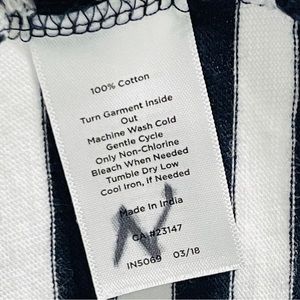 100% Cotton
Turn Garment Inside
Out
Machine Wash Cold
Gentle Cycle
Only Non-Chlorine
Bleach When Needed
Tumble Dry Low
Cool Iron, If Needed
Made In India
CA #23147
N
IN5069 03/18